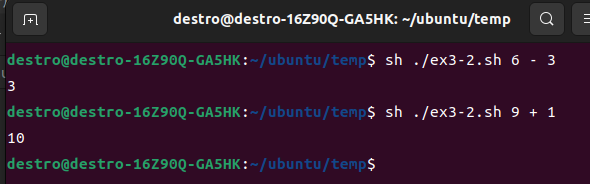 destro@destro-16Z90Q-GA5HK: ~/ubuntu/temp
destro@destro-16Z90Q-GA5HK:~/ubuntu/temp$ sh ./ex3-2.sh 6 - 3
3
destro@destro-16Z90Q-GA5HK:~/ubuntu/temp$ sh ./ex3-2.sh 9 + 1
10
destro@destro-16Z90Q-GA5HK:~/ubuntu/temp$